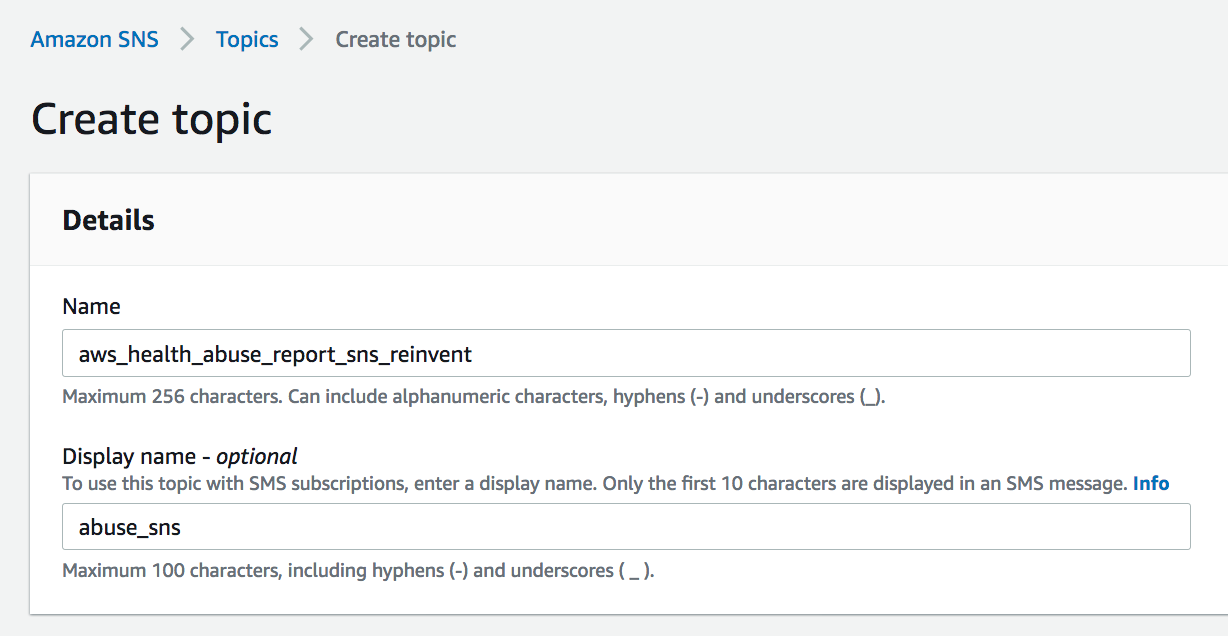 Amazon SNS > Topics > Create topic
Create topic
Details
Name
aws_health_abuse_report_sns_reinvent
Maximum 256 characters. Can include alphanumeric characters, hyphens (-) and underscores (_).
Display name - optional
To use this topic with SMS subscriptions, enter a display name. Only the first 10 characters are displayed in an SMS message. Info
abuse_sns
Maximum 100 characters, including hyphens (-) and underscores ( _ ).